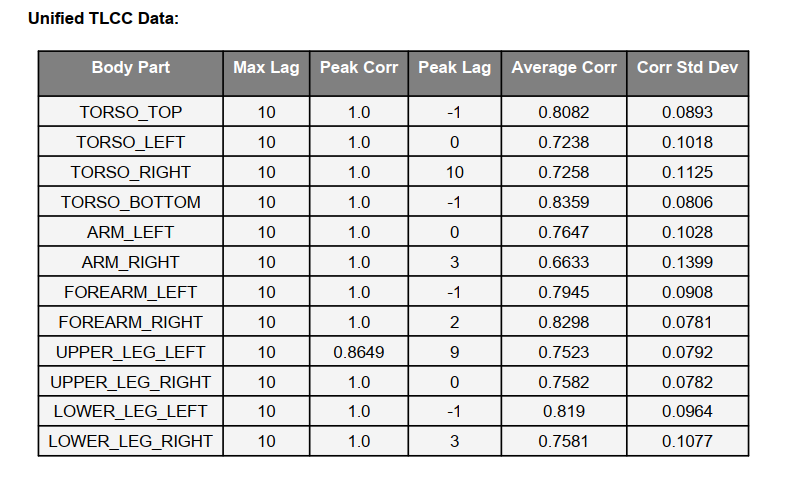 Unified TLCC Data:
Body Part Max Lag Peak Corr Peak Lag Average Corr Corr Std Dev
TORSO_TOP 10 1.0 -1 0.8082 0.0893
TORSO_LEFT 10 1.0 0 0.7238 0.1018
TORSO_RIGHT 10 1.0 10 0.7258 0.1125
TORSO_BOTTOM 10 1.0 -1 0.8359 0.0806
ARM_LEFT 10 1.0 0 0.7647 0.1028
ARM_RIGHT 10 1.0 3 0.6633 0.1399
FOREARM_LEFT 10 1.0 -1 0.7945 0.0908
FOREARM_RIGHT 10 1.0 2 0.8298 0.0781
UPPER_LEG_LEFT 10 0.8649 9 0.7523 0.0792
UPPER_LEG_RIGHT 10 1.0 0 0.7582 0.0782
LOWER_LEG_LEFT 10 1.0 -1 0.819 0.0964
LOWER_LEG_RIGHT 10 1.0 3 0.7581 0.1077